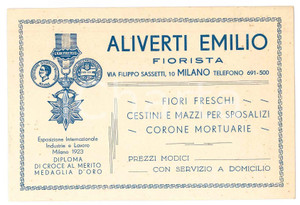 ALIVERTI EMILIO
FIORISTA
VIA FILIPPO SASSETTI, 10 MILANO TELEFONO 691-500
FIORI FRESCHI
CESTINI E MAZZI PER SPOSALIZI
CORONE MORTUARIE
PREZZI MODICI
CON SERVIZIO A DOMICILIO
Esposizione Internazionale
Industrie e Lavoro
Milano 1923
DIPLOMA
DI CROCE AL MERITO
MEDAGLIA D'ORO